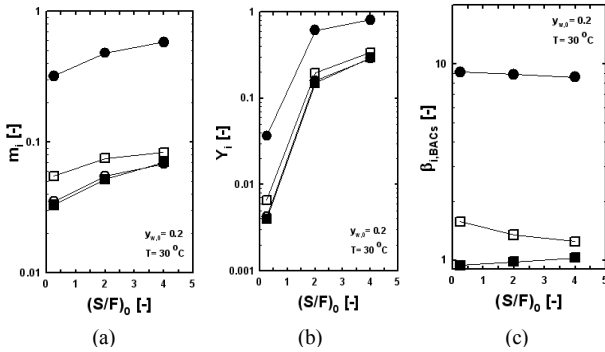 1
0.1
0.01
m_i [-]
y_w,0 = 0.2
T = 30 °C
0 1 2 3 4 5
(S/F)_0 [-]
(a)
1
0.1
0.01
0.001
Y_i [-]
y_w,0 = 0.2
T = 30 °C
0 1 2 3 4 5
(S/F)_0 [-]
(b)
10
1
β_i,BACs [-]
y_w,0 = 0.2
T = 30 °C
0 1 2 3 4 5
(S/F)_0 [-]
(c)